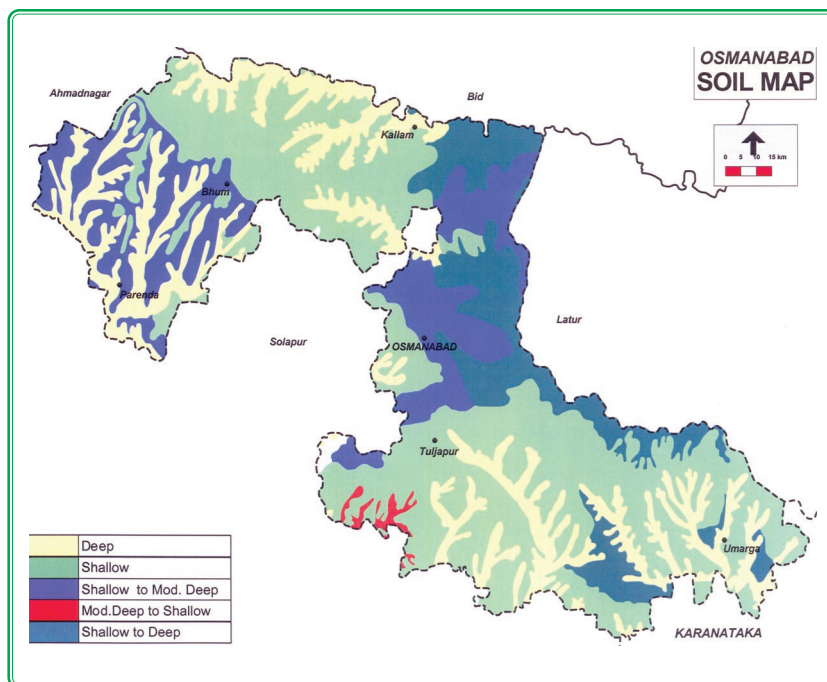 OSMANABAD
SOIL MAP
Ahmadnagar
Bid
Kallam
0 5 10 15 km
Bhum
Parenda
Latur
Solapur
OSMANABAD
Tuljapur
Umarga
KARANATAKA
Deep
Shallow
Shallow to Mod. Deep
Mod.Deep to Shallow
Shallow to Deep